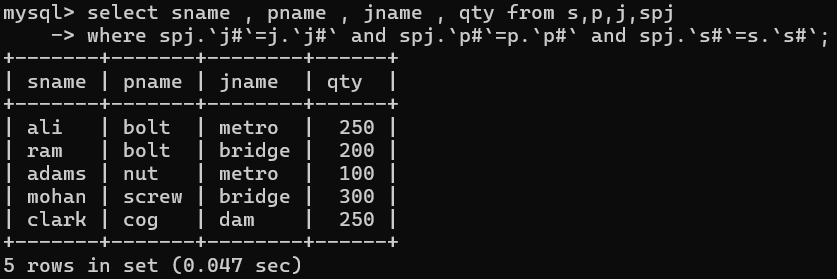 mysql> select sname , pname , jname , qty from s,p,j,spj
    -> where spj.`j#`=j.`j#` and spj.`p#`=p.`p#` and spj.`s#`=s.`s#`;
+-------+-------+--------+------+
| sname | pname | jname  | qty  |
+-------+-------+--------+------+
| ali   | bolt  | metro  |  250 |
| ram   | bolt  | bridge |  200 |
| adams | nut   | metro  |  100 |
| mohan | screw | bridge |  300 |
| clark | cog   | dam    |  250 |
+-------+-------+--------+------+
5 rows in set (0.047 sec)